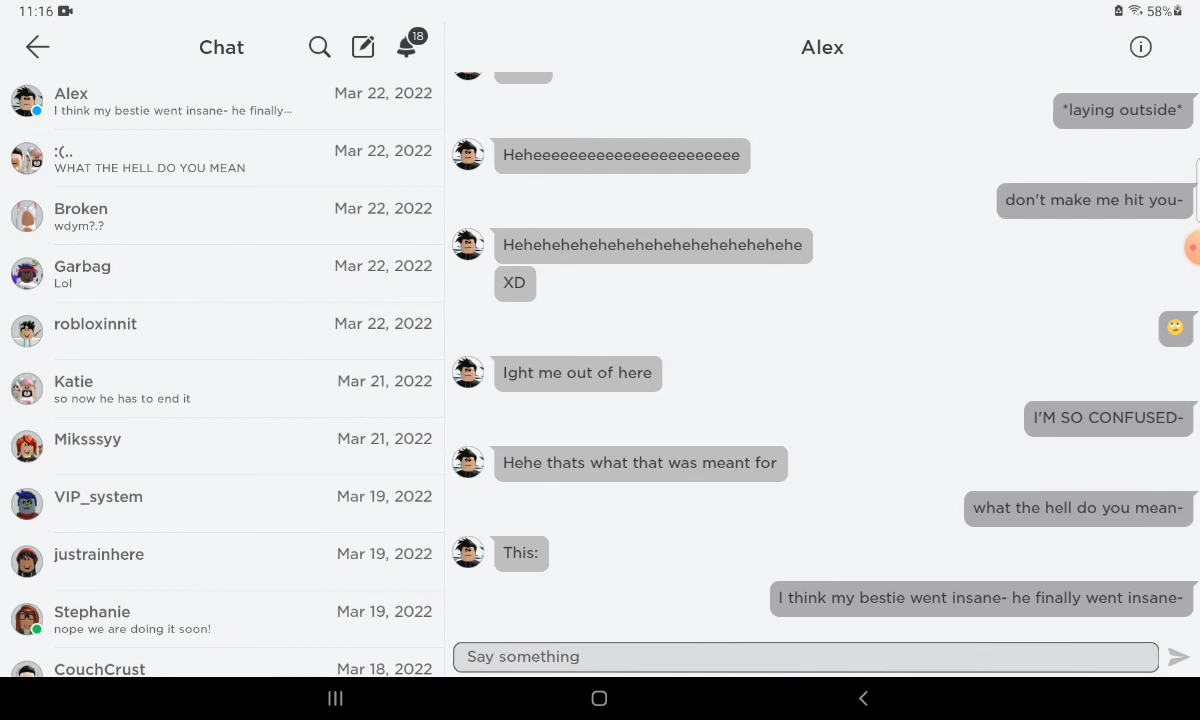 11:16
58%
Chat
18
Alex
Mar 22, 2022
I think my bestie went insane- he finally...
:(..
Mar 22, 2022
WHAT THE HELL DO YOU MEAN
Broken
Mar 22, 2022
wdym?.?
Garbag
Mar 22, 2022
Lol
robloxinnit
Mar 22, 2022
Katie
Mar 21, 2022
so now he has to end it
Miksssyy
Mar 21, 2022
VIP_system
Mar 19, 2022
justrainhere
Mar 19, 2022
Stephanie
Mar 19, 2022
nope we are doing it soon!
CouchCrust
Mar 18, 2022
Alex
*laying outside*
Heheeeeeeeeeeeeeeeeeeeeeee
don't make me hit you-
Hehehehehehehehehehehehehehehehe
XD
🙄
Ight me out of here
I'M SO CONFUSED-
Hehe thats what that was meant for
what the hell do you mean-
This:
I think my bestie went insane- he finally went insane-
Say something